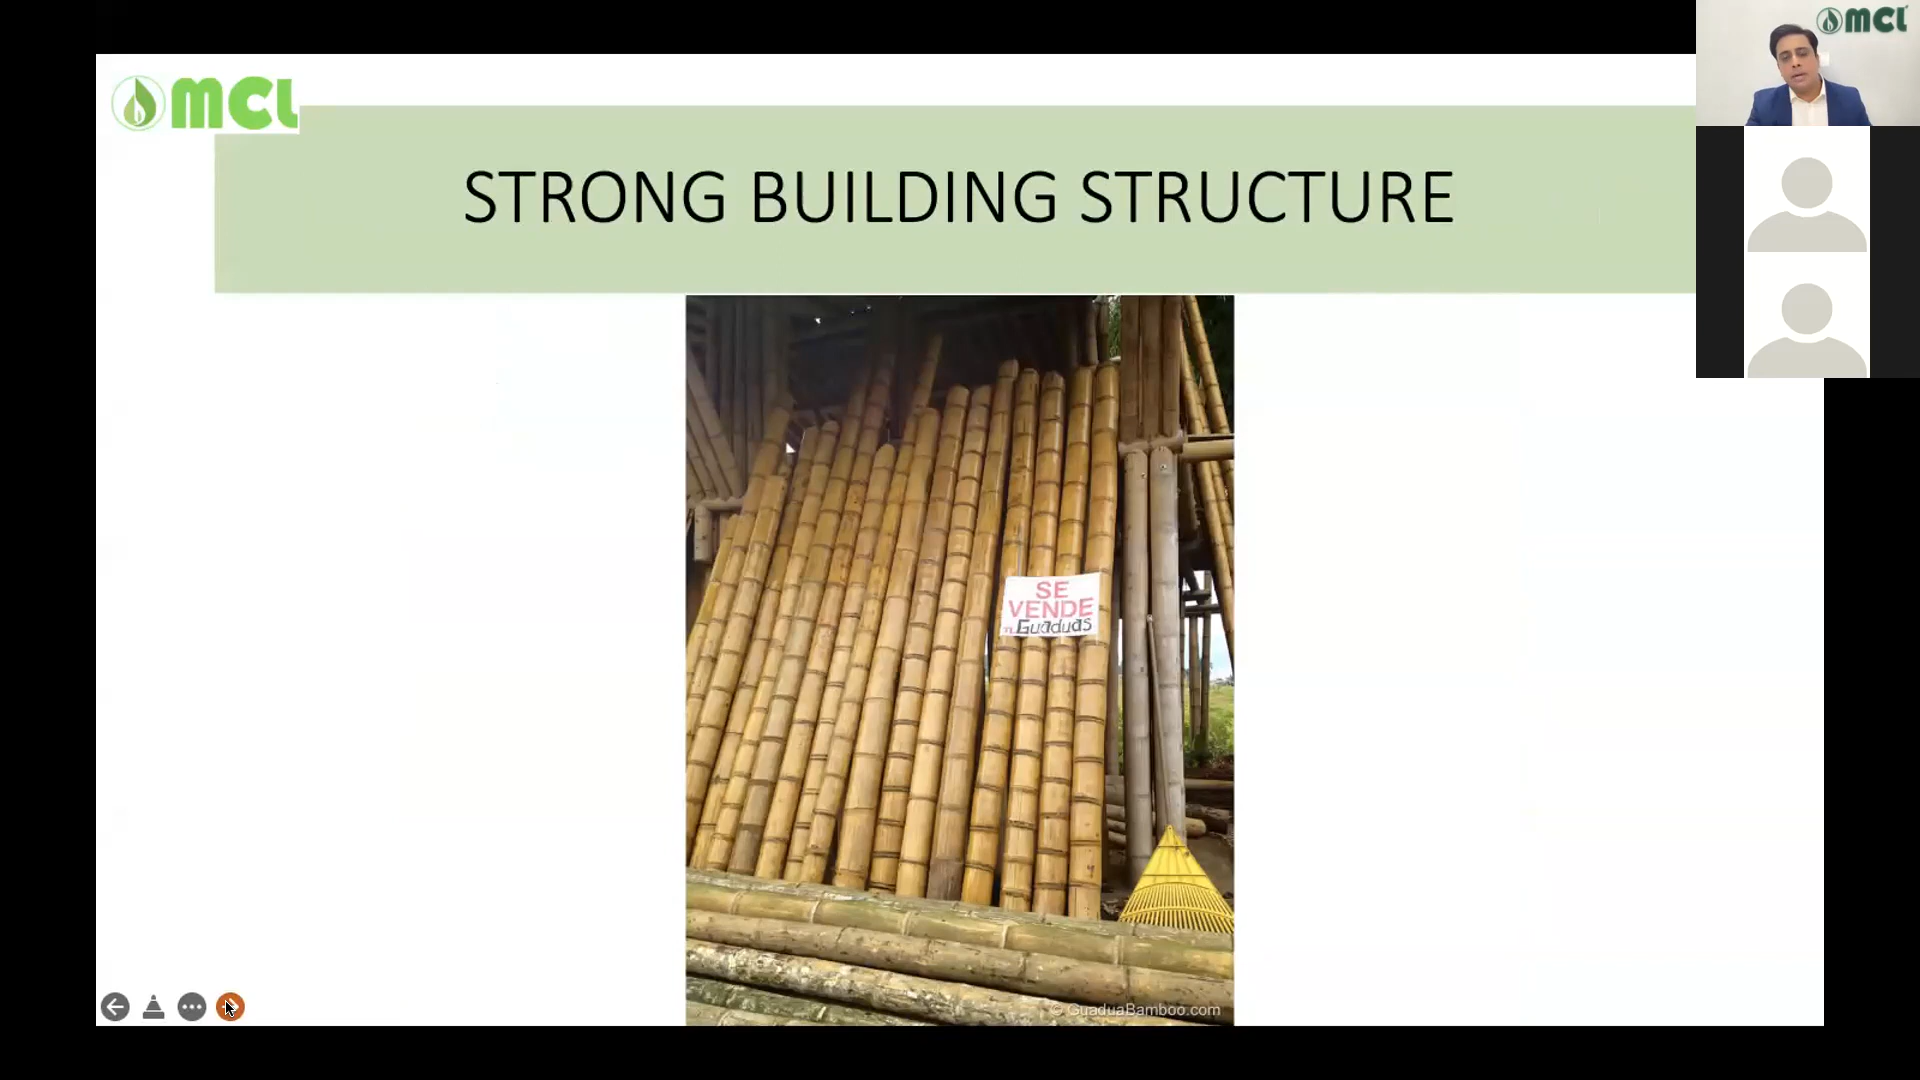 MCL
MCL
STRONG BUILDING STRUCTURE
SE
VENDE
Guaduas
© GuaduaBamboo.com